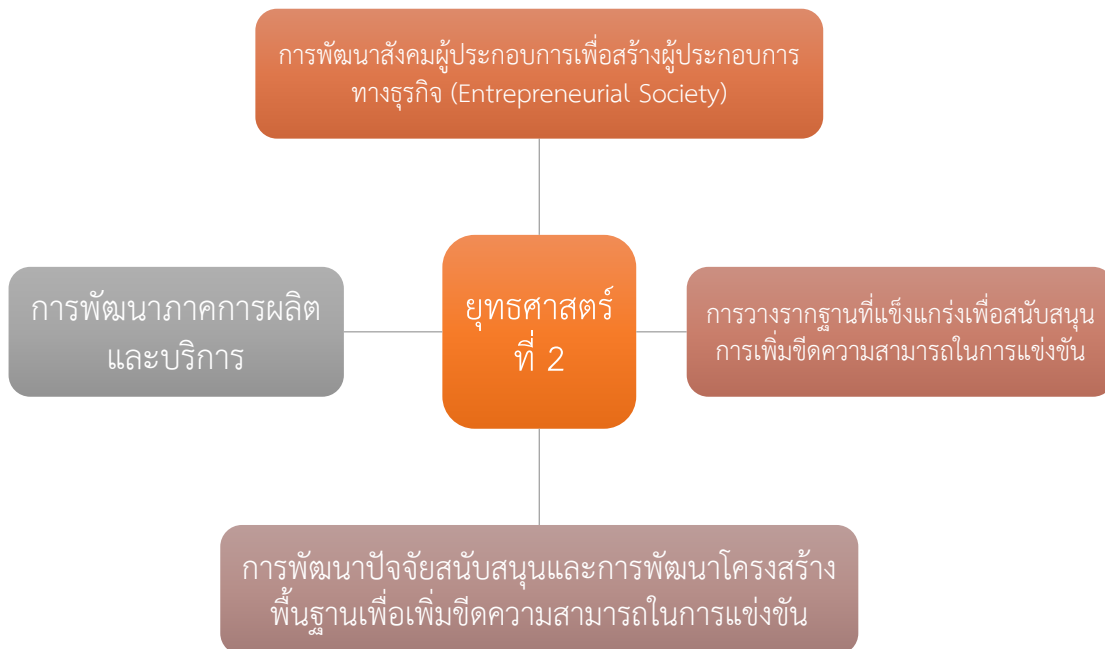 การพัฒนาสังคมผู้ประกอบการเพื่อสร้างผู้ประกอบการ
ทางธุรกิจ (Entrepreneurial Society)
การพัฒนาภาคการผลิต
และบริการ
ยุทธศาสตร์
ที่ 2
การวางรากฐานที่แข็งแกร่งเพื่อสนับสนุน
การเพิ่มขีดความสามารถในการแข่งขัน
การพัฒนาปัจจัยสนับสนุนและการพัฒนาโครงสร้าง
พื้นฐานเพื่อเพิ่มขีดความสามารถในการแข่งขัน